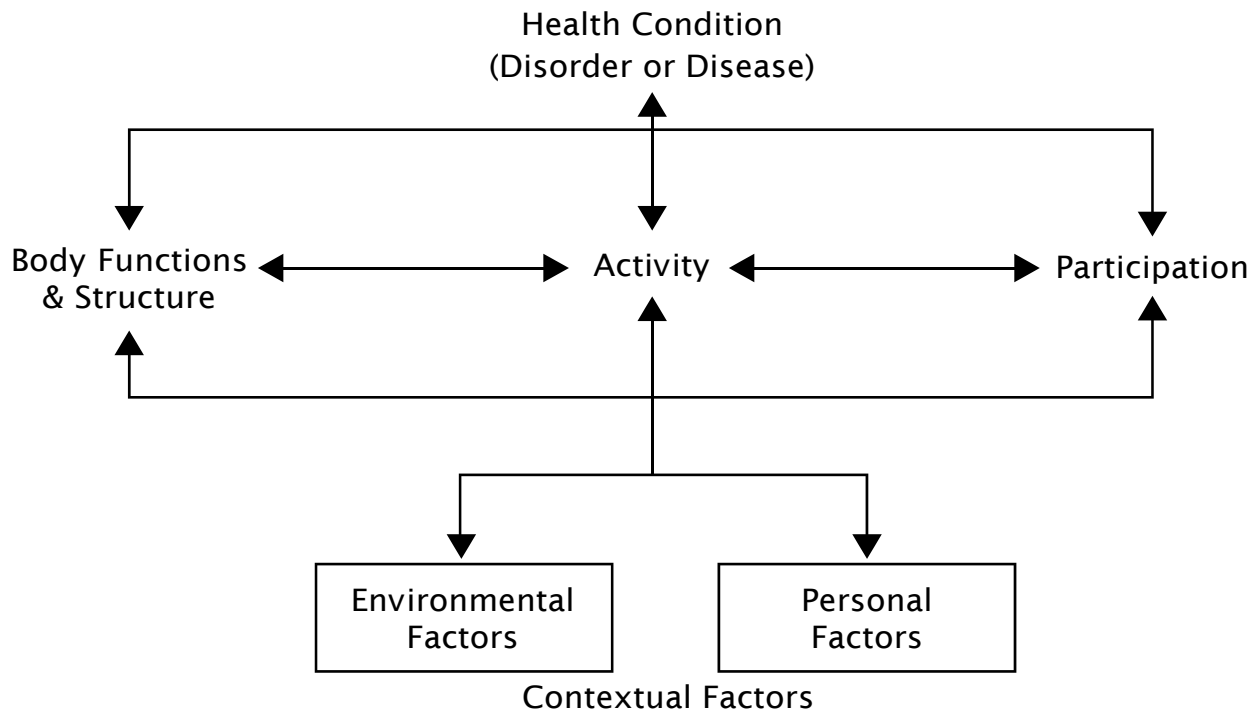 Health Condition
(Disorder or Disease)
Body Functions
& Structure
Activity
Participation
Environmental
Factors
Personal
Factors
Contextual Factors